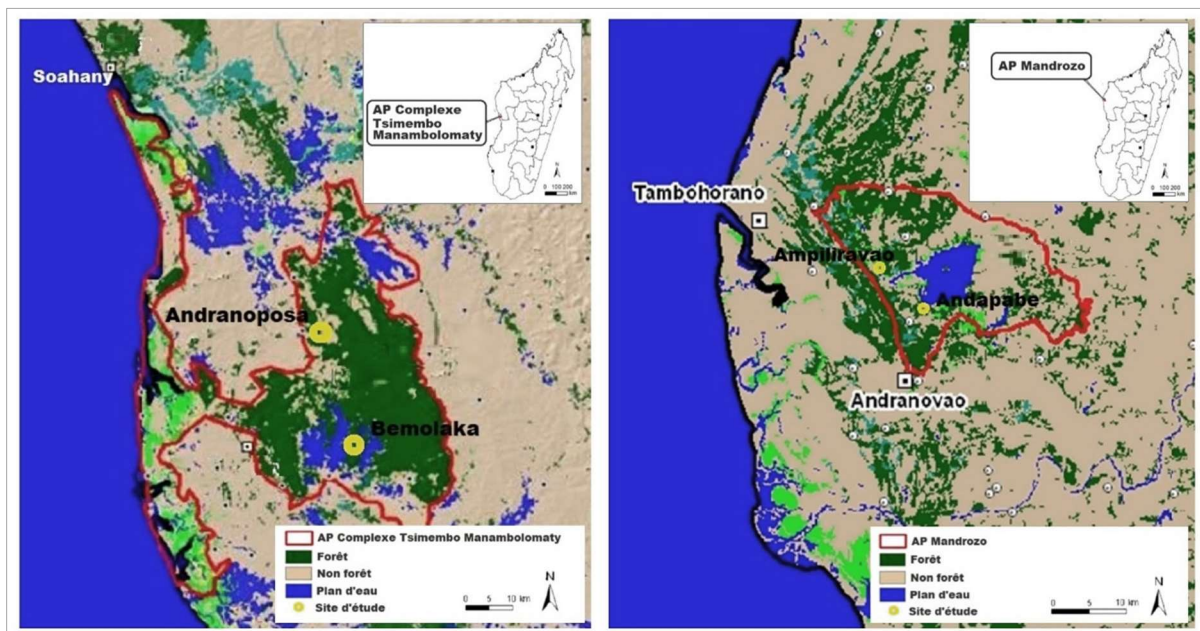 Soahany
AP Complexe
Tsimembo
Manambolomaty
N
0 100 200
km
Andranoposa
Bemolaka
AP Complexe Tsimembo Manambolomaty
Forêt
Non forêt
Plan d'eau
Site d'étude
0 5 10 km
N
AP Mandrozo
N
0 100 200
km
Tambohorano
Ampiliravao
Andapabe
Andranovao
AP Mandrozo
Forêt
Non forêt
Plan d'eau
Site d'étude
0 5 10 km
N